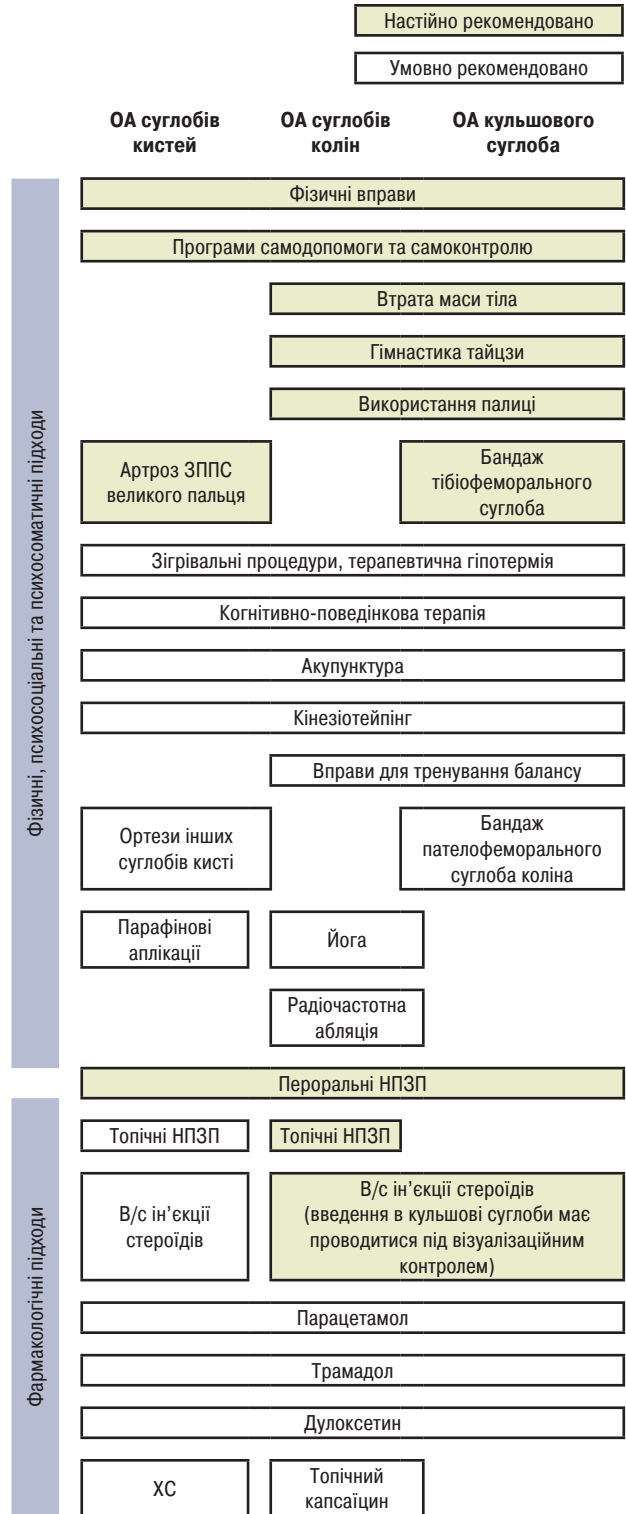 Настійно рекомендовано
Умовно рекомендовано
ОА суглобів
кистей
ОА суглобів
колін
ОА кульшового
суглоба
Фізичні, психосоціальні та психосоматичні підходи
Фізичні вправи
Програми самодопомоги та самоконтролю
Втрата маси тіла
Гімнастика тайцзи
Використання палиці
Артроз ЗППС
великого пальця
Бандаж
тібіофеморального
суглоба
Зігрівальні процедури, терапевтична гіпотермія
Когнітивно-поведінкова терапія
Акупунктура
Кінезіотейпінг
Вправи для тренування балансу
Ортези інших
суглобів кисті
Бандаж
пателофеморального
суглоба коліна
Парафінові
аплікації
Йога
Радіочастотна
абляція
Фармакологічні підходи
Пероральні НПЗП
Топічні НПЗП
Топічні НПЗП
В/с ін’єкції
стероїдів
В/с ін’єкції стероїдів
(введення в кульшові суглоби має
проводитися під візуалізаційним
контролем)
Парацетамол
Трамадол
Дулоксетин
ХС
Топічний
капсаїцин